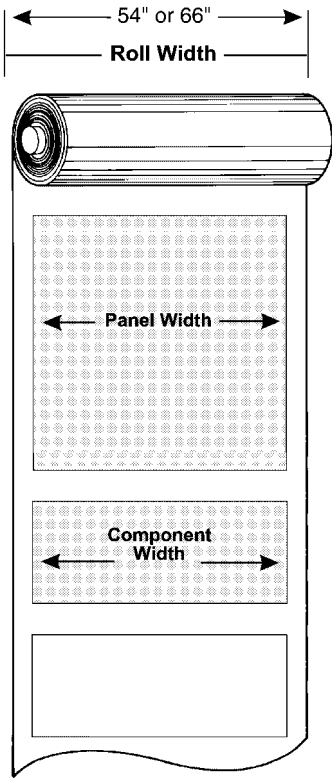 54" or 66"
Roll Width
Panel Width
Component
Width